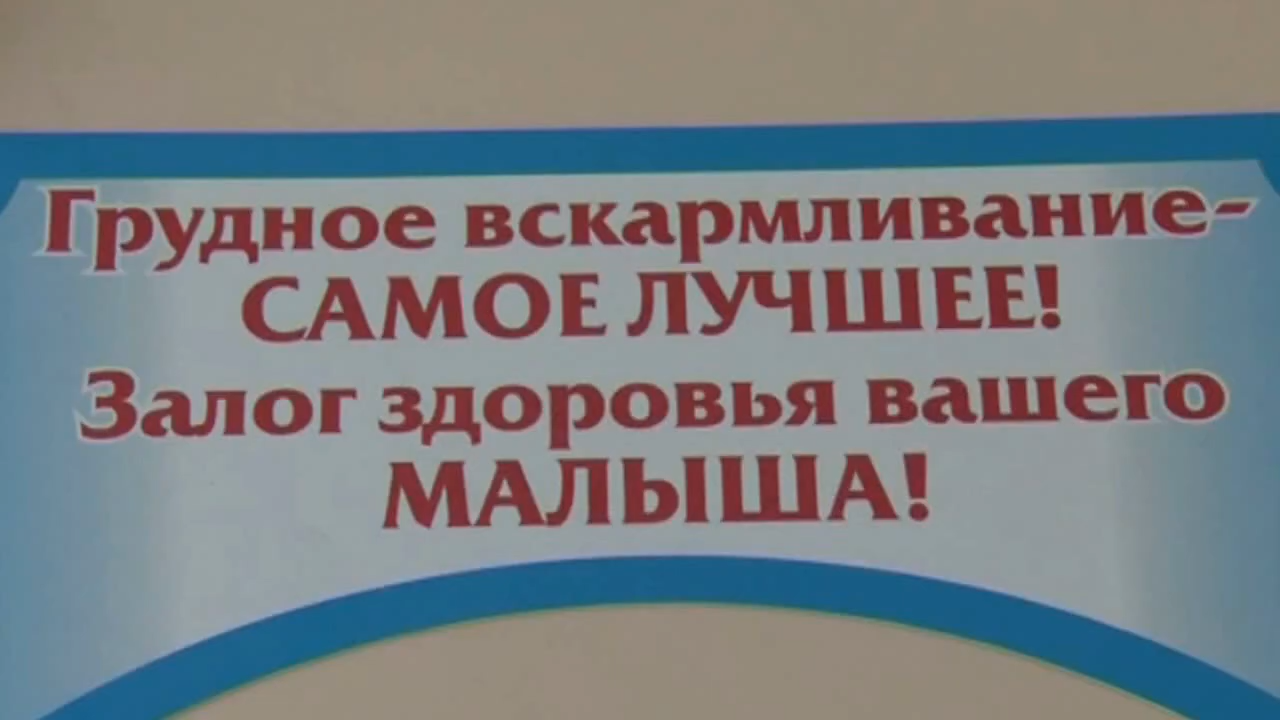 Грудное вскармливание-
САМОЕ ЛУЧШЕЕ!
Залог здоровья вашего
МАЛЫША!